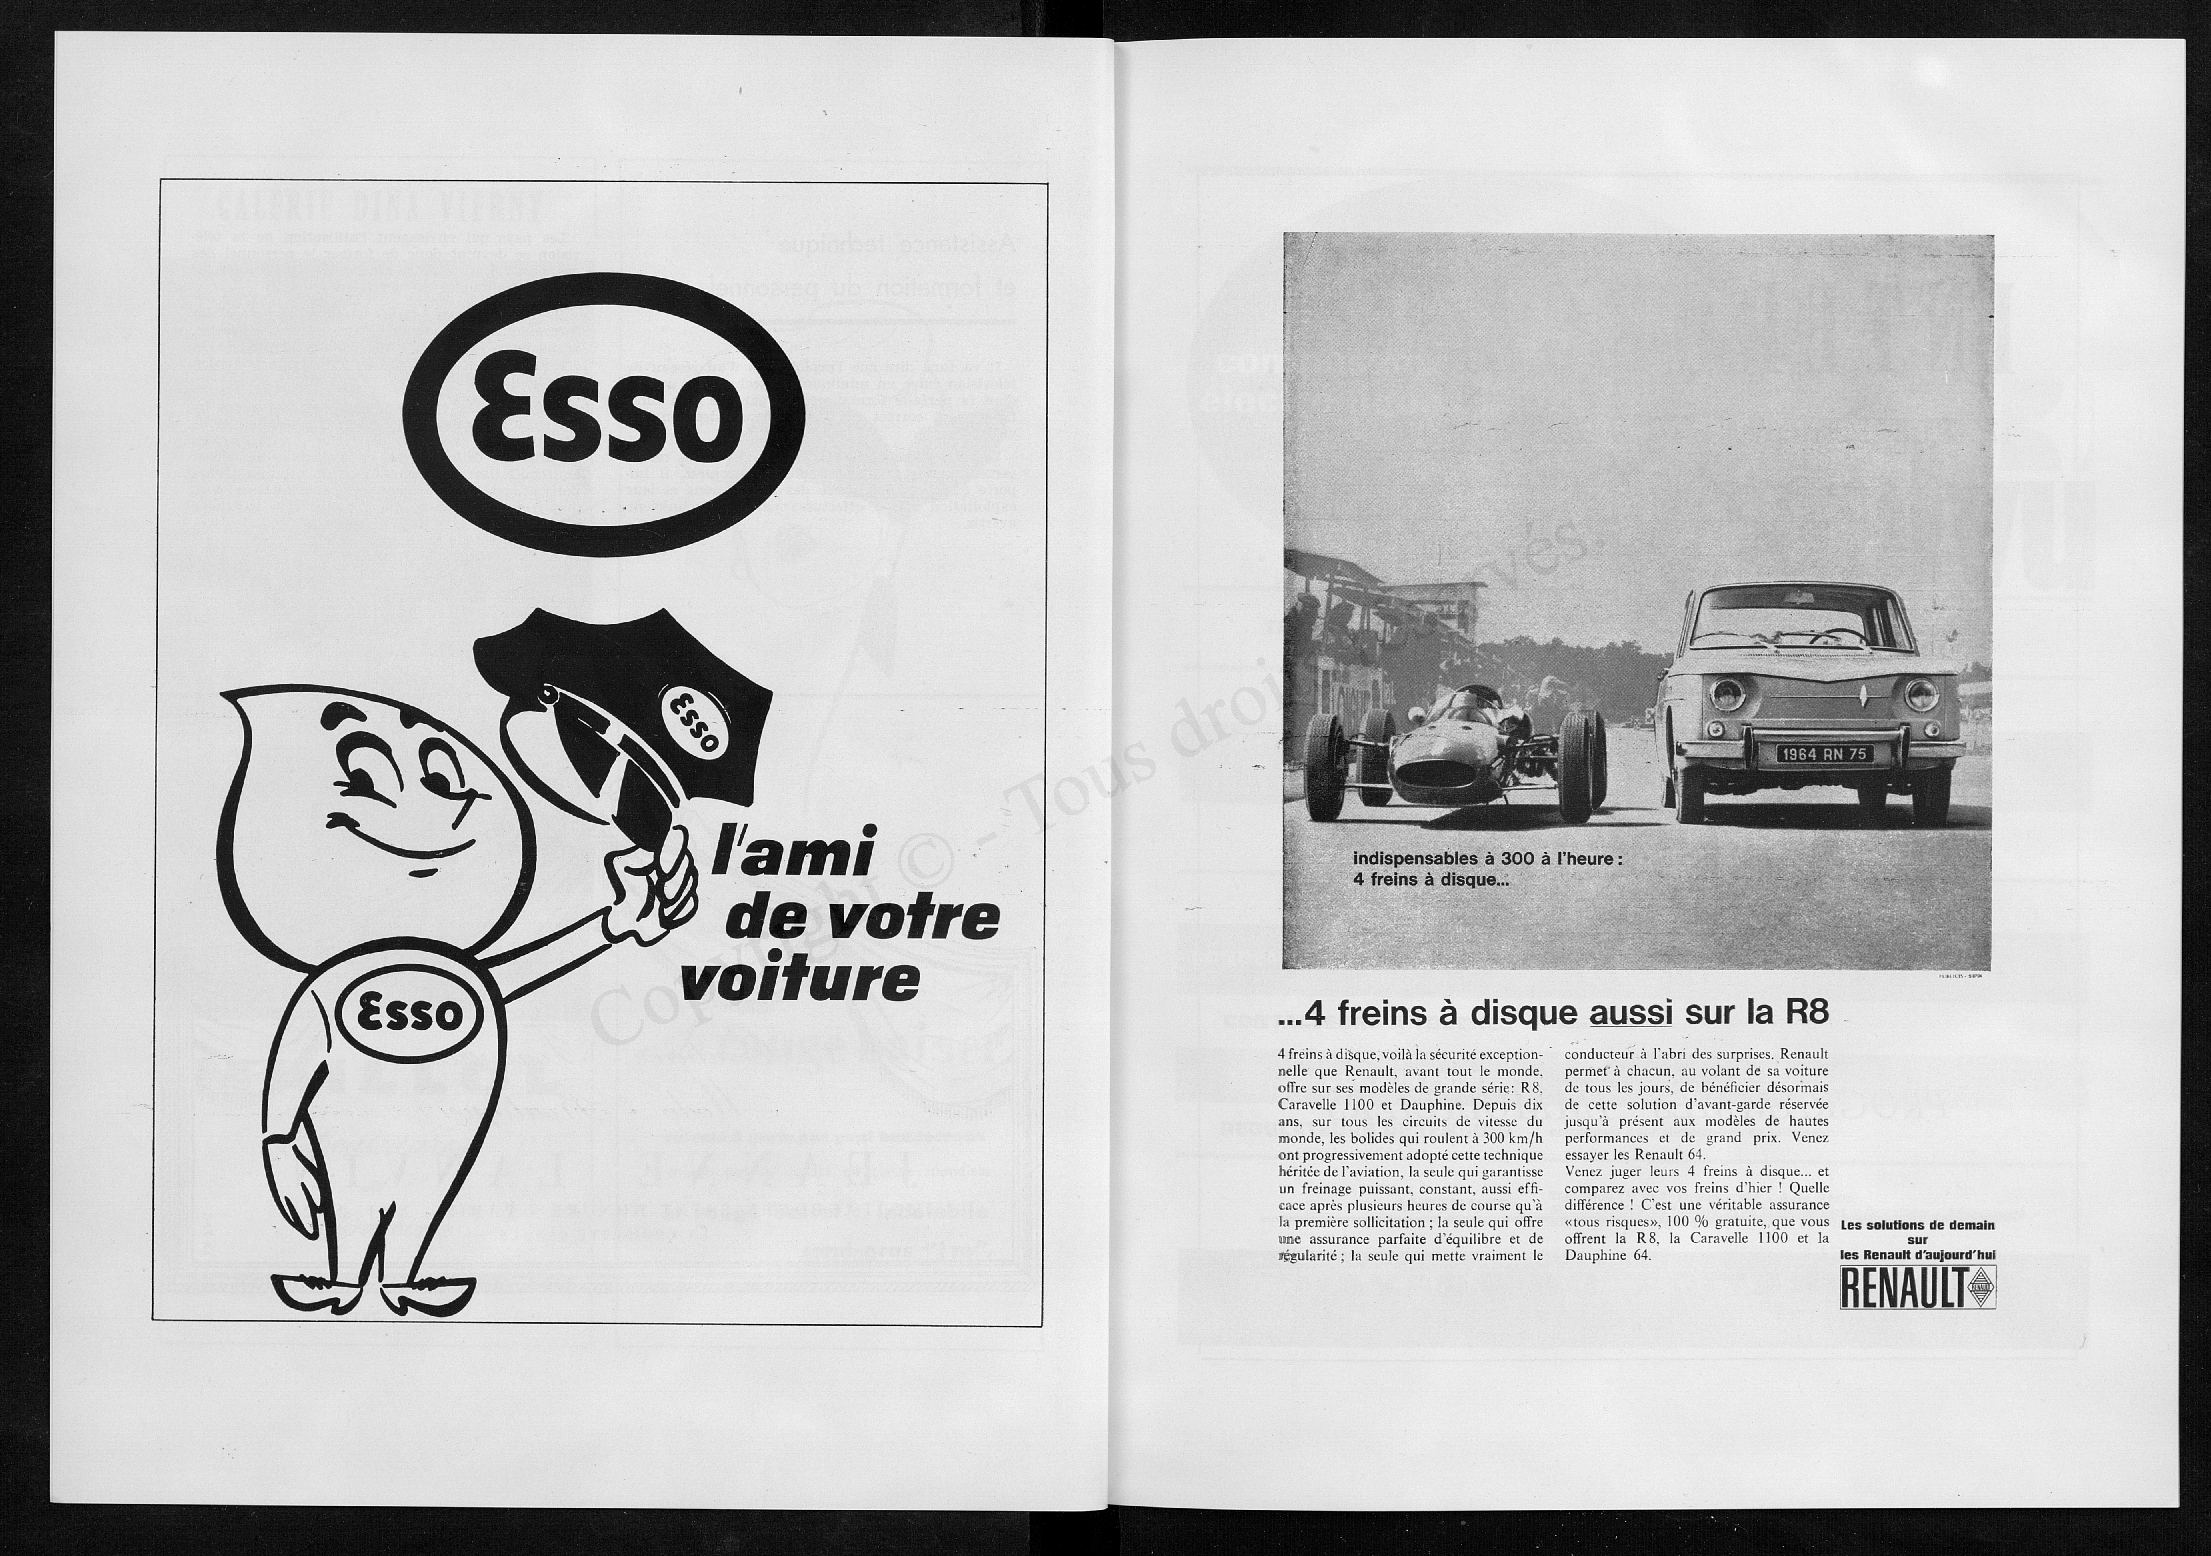 Esso
Esso
l'ami
de votre
voiture
Esso
1964 RN 75
indispensables à 300 à l'heure :
4 freins à disque...
...4 freins à disque aussi sur la R8
4 freins à disque, voilà la sécurité exception-
nelle que Renault, avant tout le monde,
offre sur ses modèles de grande série: R8,
Caravelle 1100 et Dauphine. Depuis dix
ans, sur tous les circuits de vitesse du
monde, les bolides qui roulent à 300 km/h
ont progressivement adopté cette technique
héritée de l'aviation, la seule qui garantisse
un freinage puissant, constant, aussi effi-
cace après plusieurs heures de course qu'à
la première sollicitation ; la seule qui offre
une assurance parfaite d'équilibre et de
régularité ; la seule qui mette vraiment le
conducteur à l'abri des surprises. Renault
permet à chacun, au volant de sa voiture
de tous les jours, de bénéficier désormais
de cette solution d'avant-garde réservée
jusqu'à présent aux modèles de hautes
performances et de grand prix. Venez
essayer les Renault 64.
Venez juger leurs 4 freins à disque... et
comparez avec vos freins d'hier ! Quelle
différence ! C'est une véritable assurance
«tous risques», 100 % gratuite, que vous
offrent la R8, la Caravelle 1100 et la
Dauphine 64.
Les solutions de demain
sur
les Renault d'aujourd'hui
RENAULT
Copyright © - Tous droi   rvés.